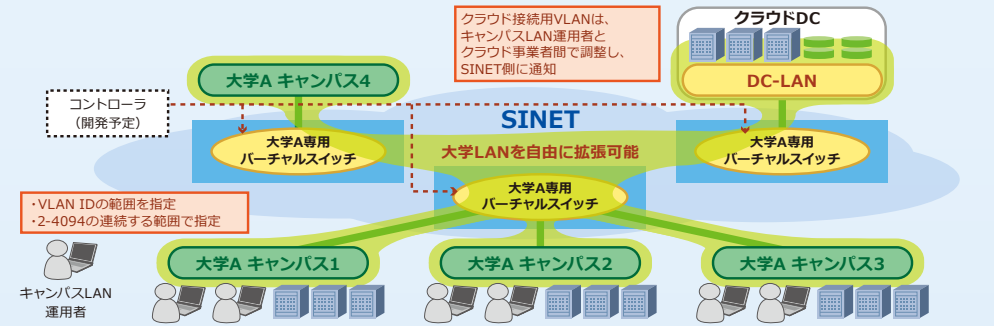 クラウド接続用VLANは、
キャンパスLAN運用者と
クラウド事業者間で調整し、
SINET側に通知
クラウドDC
DC-LAN
大学A キャンパス4
コントローラ
（開発予定）
SINET
大学A専用
バーチャルスイッチ
大学LANを自由に拡張可能
大学A専用
バーチャルスイッチ
大学A専用
バーチャルスイッチ
・VLAN IDの範囲を指定
・2-4094の連続する範囲で指定
キャンパスLAN
運用者
大学A キャンパス1
大学A キャンパス2
大学A キャンパス3